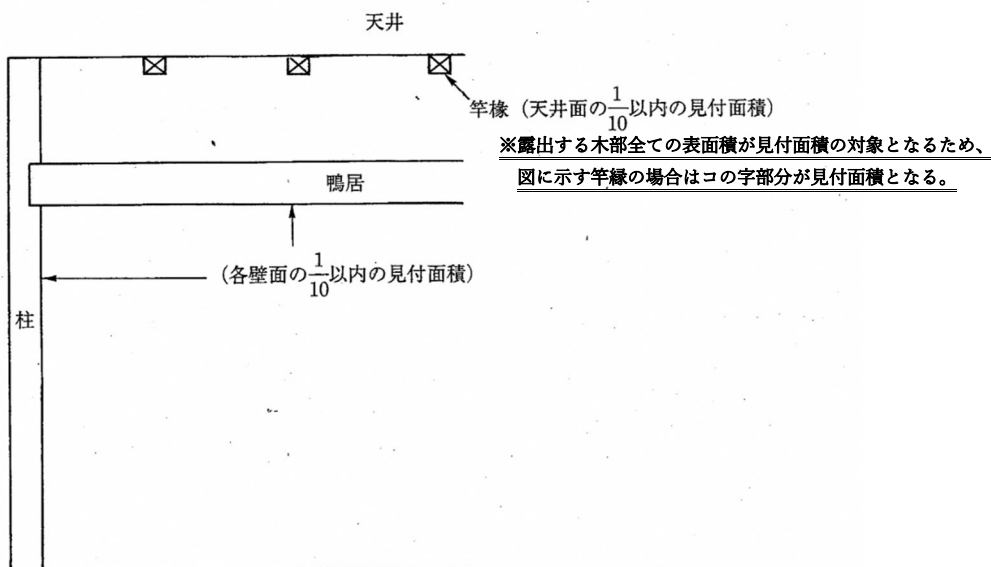 天井
竿椽（天井面の1/10以内の見付面積）
※露出する木部全ての表面積が見付面積の対象となるため、
図に示す竿縁の場合はコの字部分が見付面積となる。
鴨居
（各壁面の1/10以内の見付面積）
柱